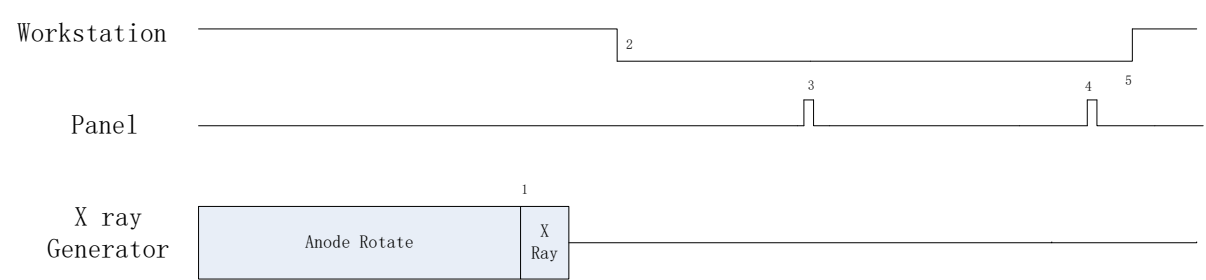 Workstation
2
3
4
5
Panel
1
X ray
Generator
Anode Rotate
X
Ray